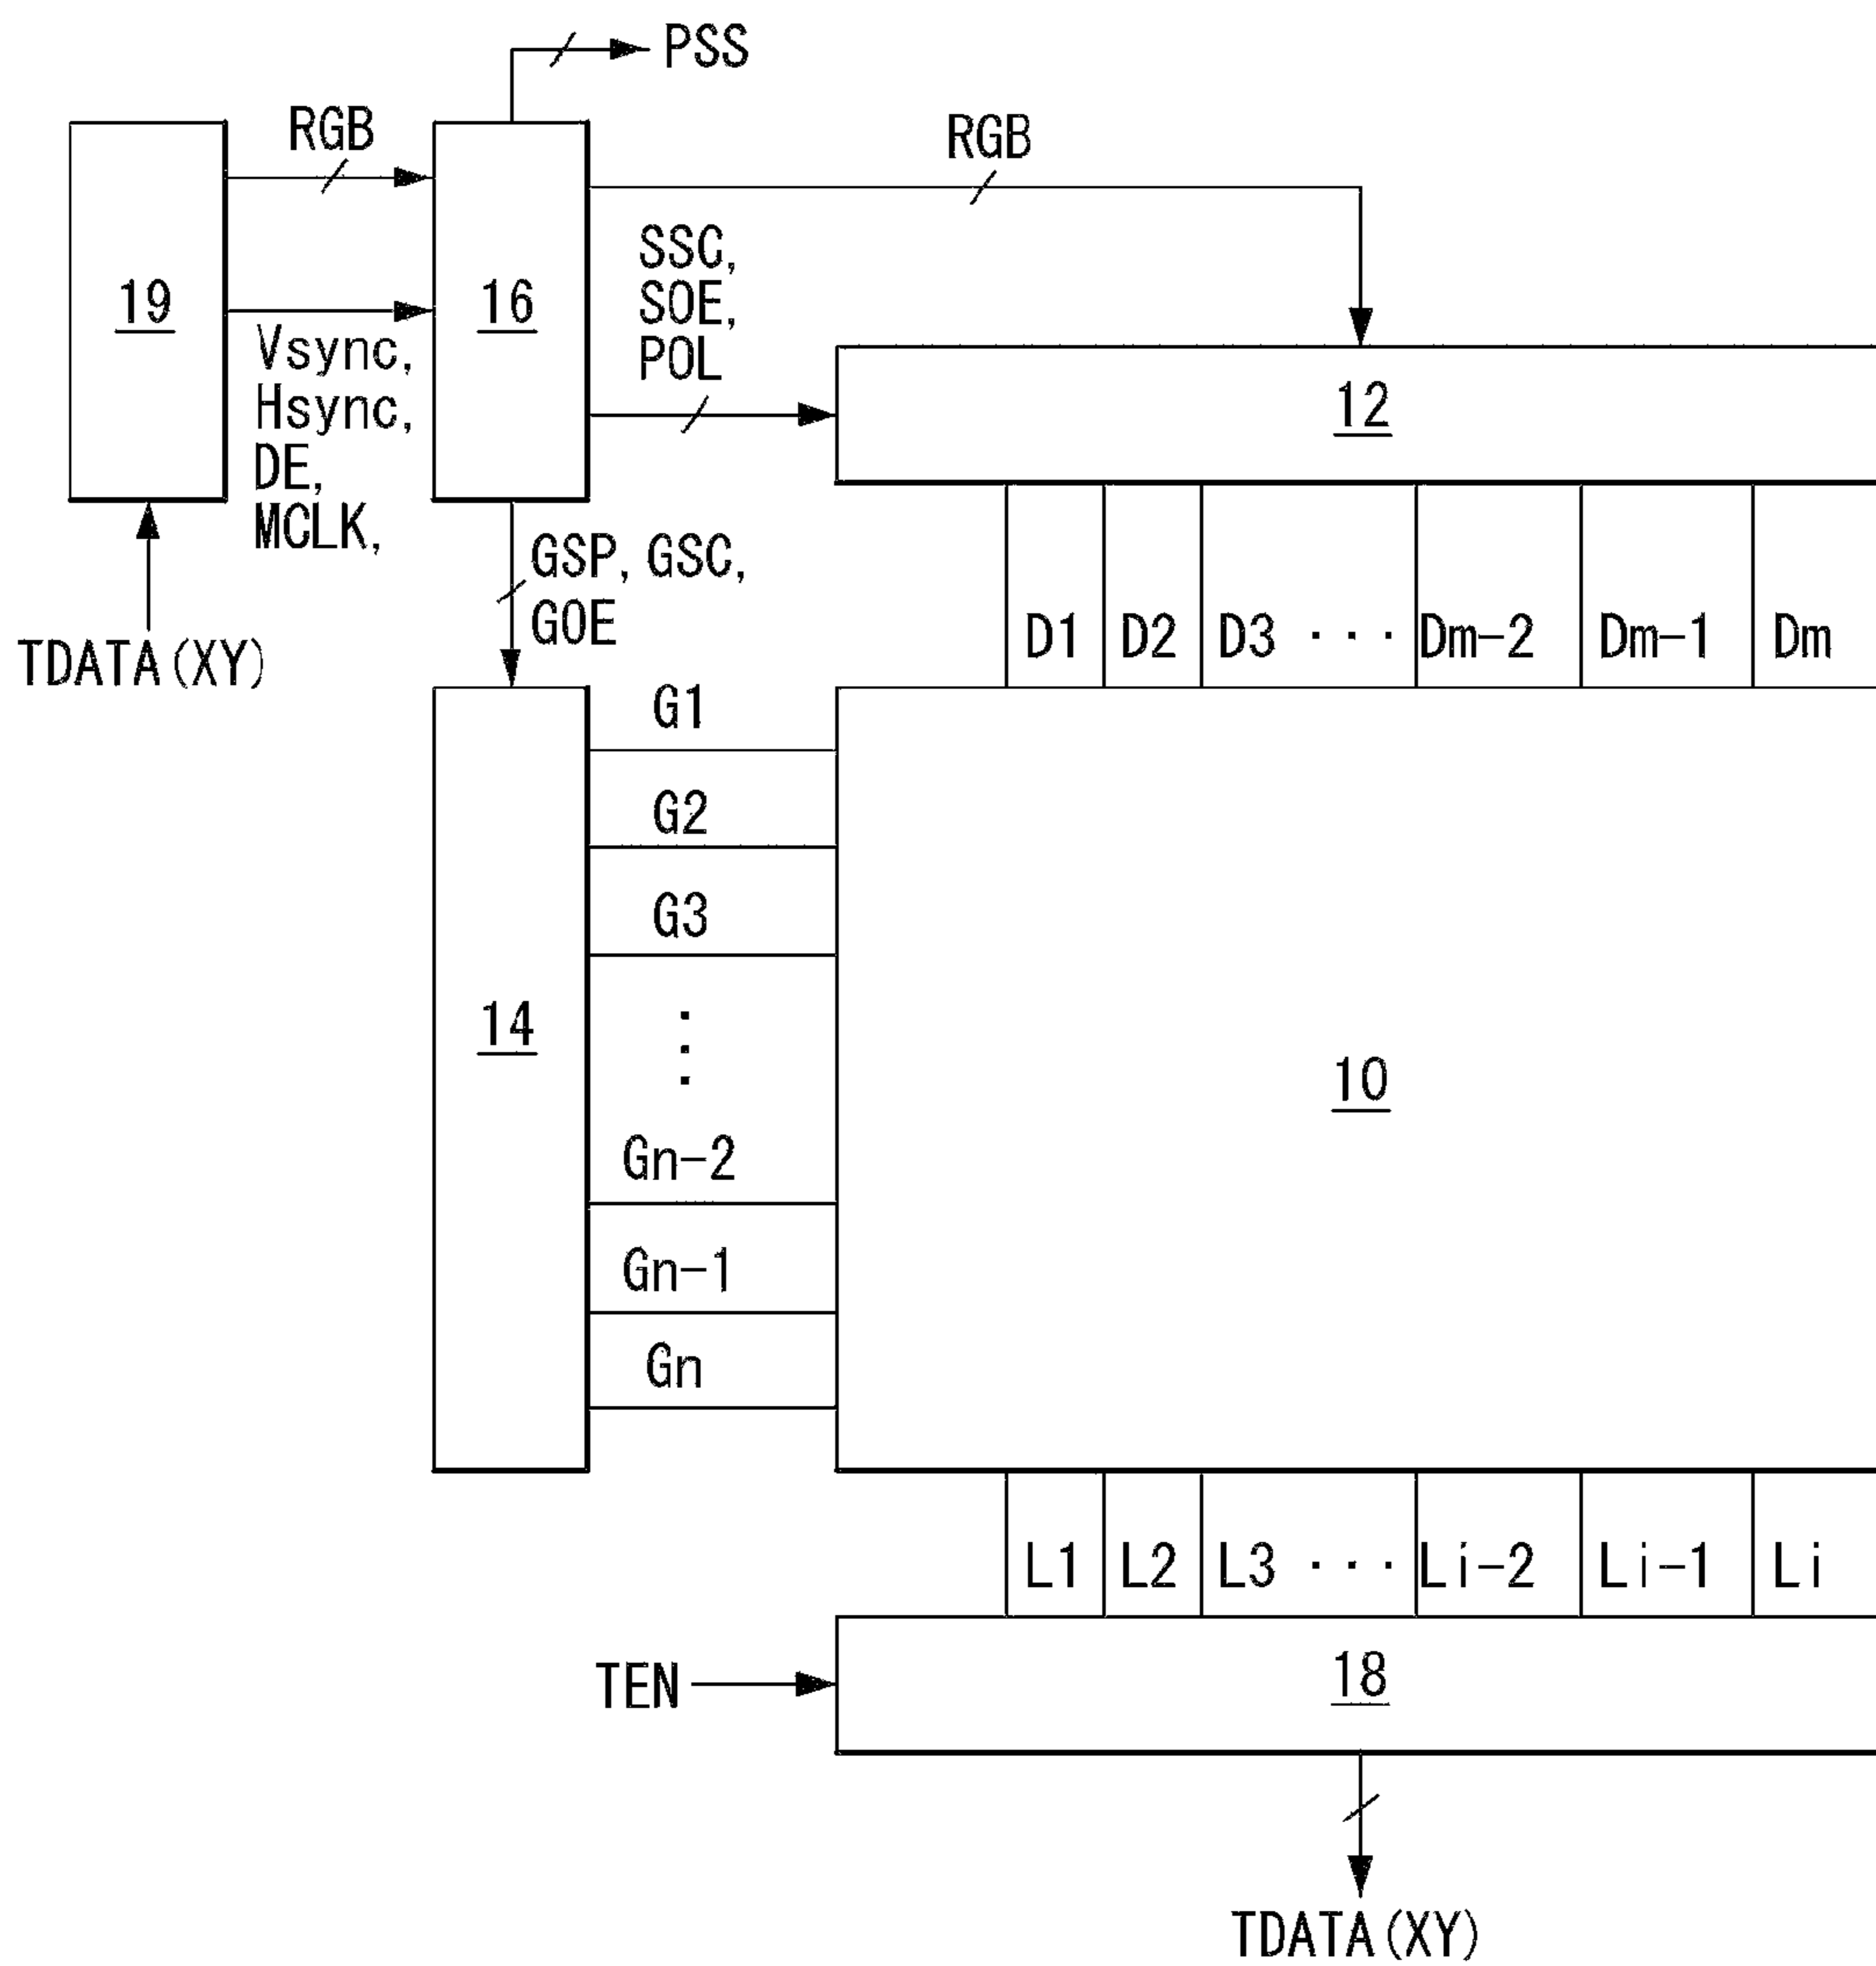 PSS
RGB
RGB
19
16
SSC,
SOE,
POL
Vsync,
Hsync,
DE,
MCLK,
12
GSP, GSC,
GOE
TDATA(XY)
D1 D2 D3 ··· Dm-2 Dm-1 Dm
G1
G2
G3
14
10
Gn-2
Gn-1
Gn
L1 L2 L3 ··· Li-2 Li-1 Li
TEN
18
TDATA(XY)